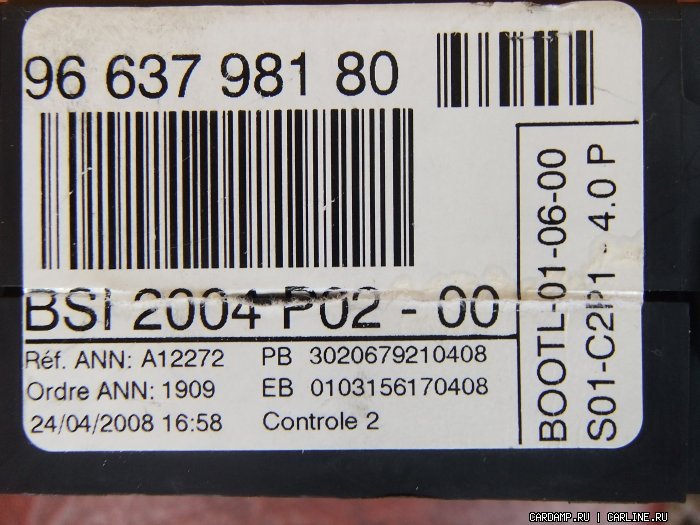 96 637 981 80
BSI 2004 P02 - 00
Réf. ANN: A12272 PB 3020679210408
Ordre ANN: 1909 EB 0103156170408
24/04/2008 16:58 Controle 2
BOOTL-01-06-00
S01-C2P1 - 4.0 P
CARDAMP.RU | CARLINE.RU